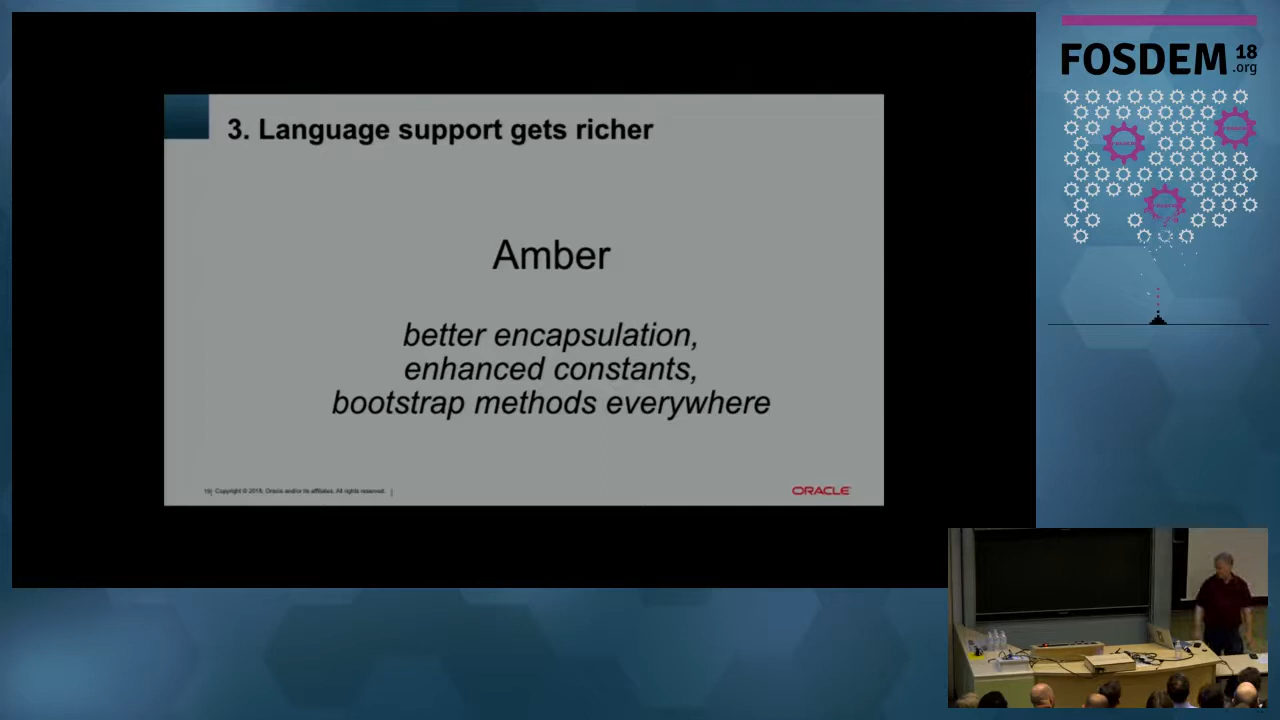 3. Language support gets richer
Amber
better encapsulation,
enhanced constants,
bootstrap methods everywhere
19| Copyright © 2018, Oracle and/or its affiliates. All rights reserved. |
ORACLE
FOSDEM 18
.org